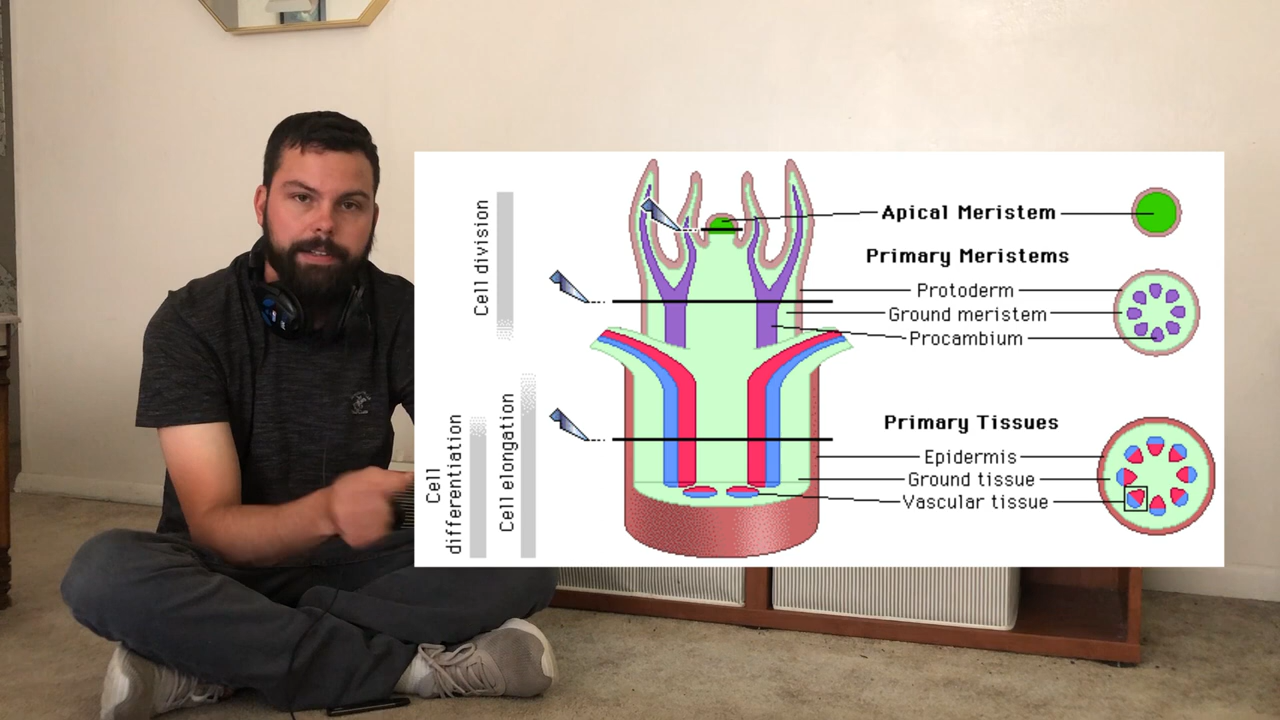 Cell division
Cell
differentiation
Cell elongation
Apical Meristem
Primary Meristems
Protoderm
Ground meristem
Procambium
Primary Tissues
Epidermis
Ground tissue
Vascular tissue